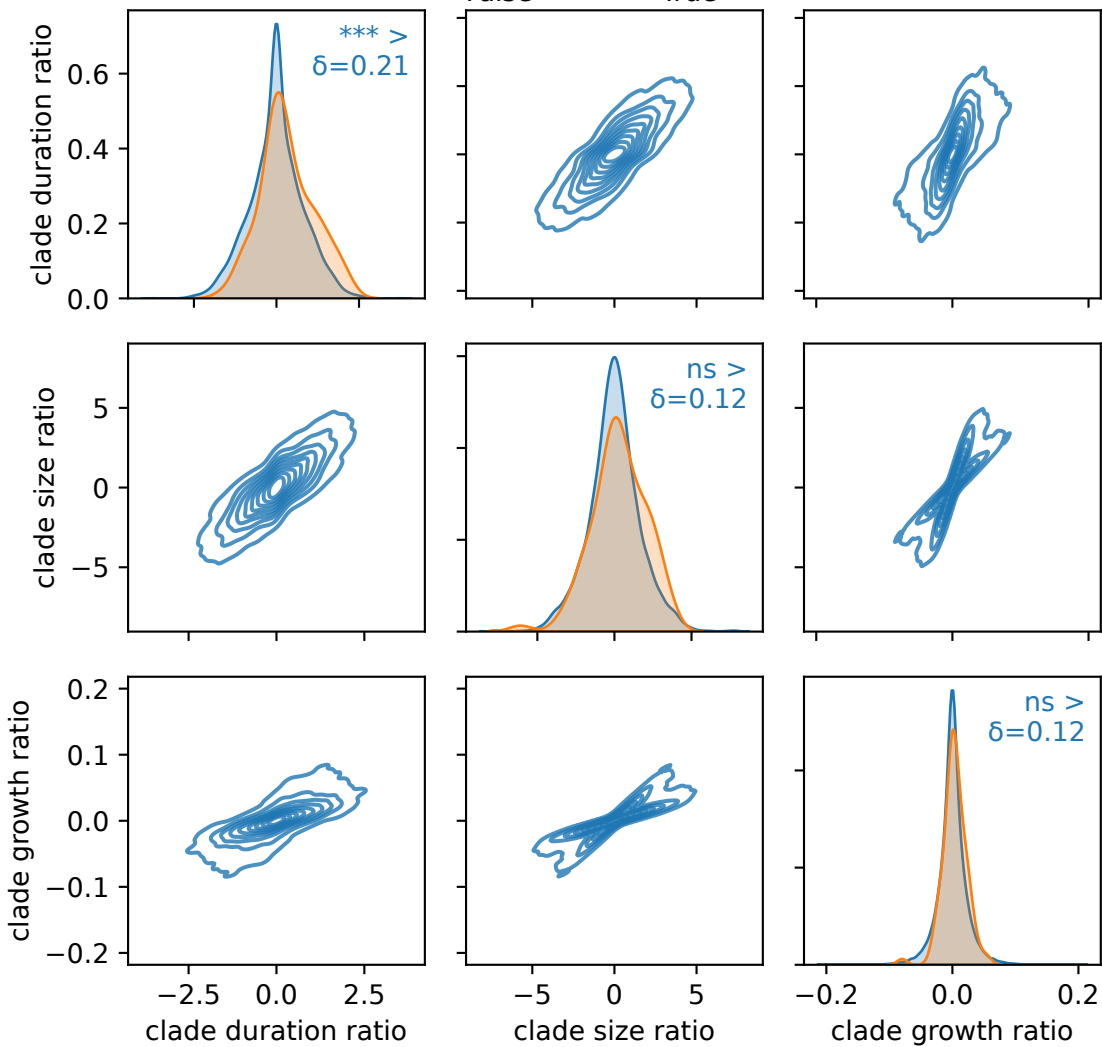 clade duration ratio
0.6
0.4
0.2
0.0
*** >
δ=0.21
clade size ratio
5
0
−5
ns >
δ=0.12
clade growth ratio
0.2
0.1
0.0
−0.1
−0.2
ns >
δ=0.12
−2.5 0.0 2.5
clade duration ratio
−5 0 5
clade size ratio
−0.2 0.0 0.2
clade growth ratio